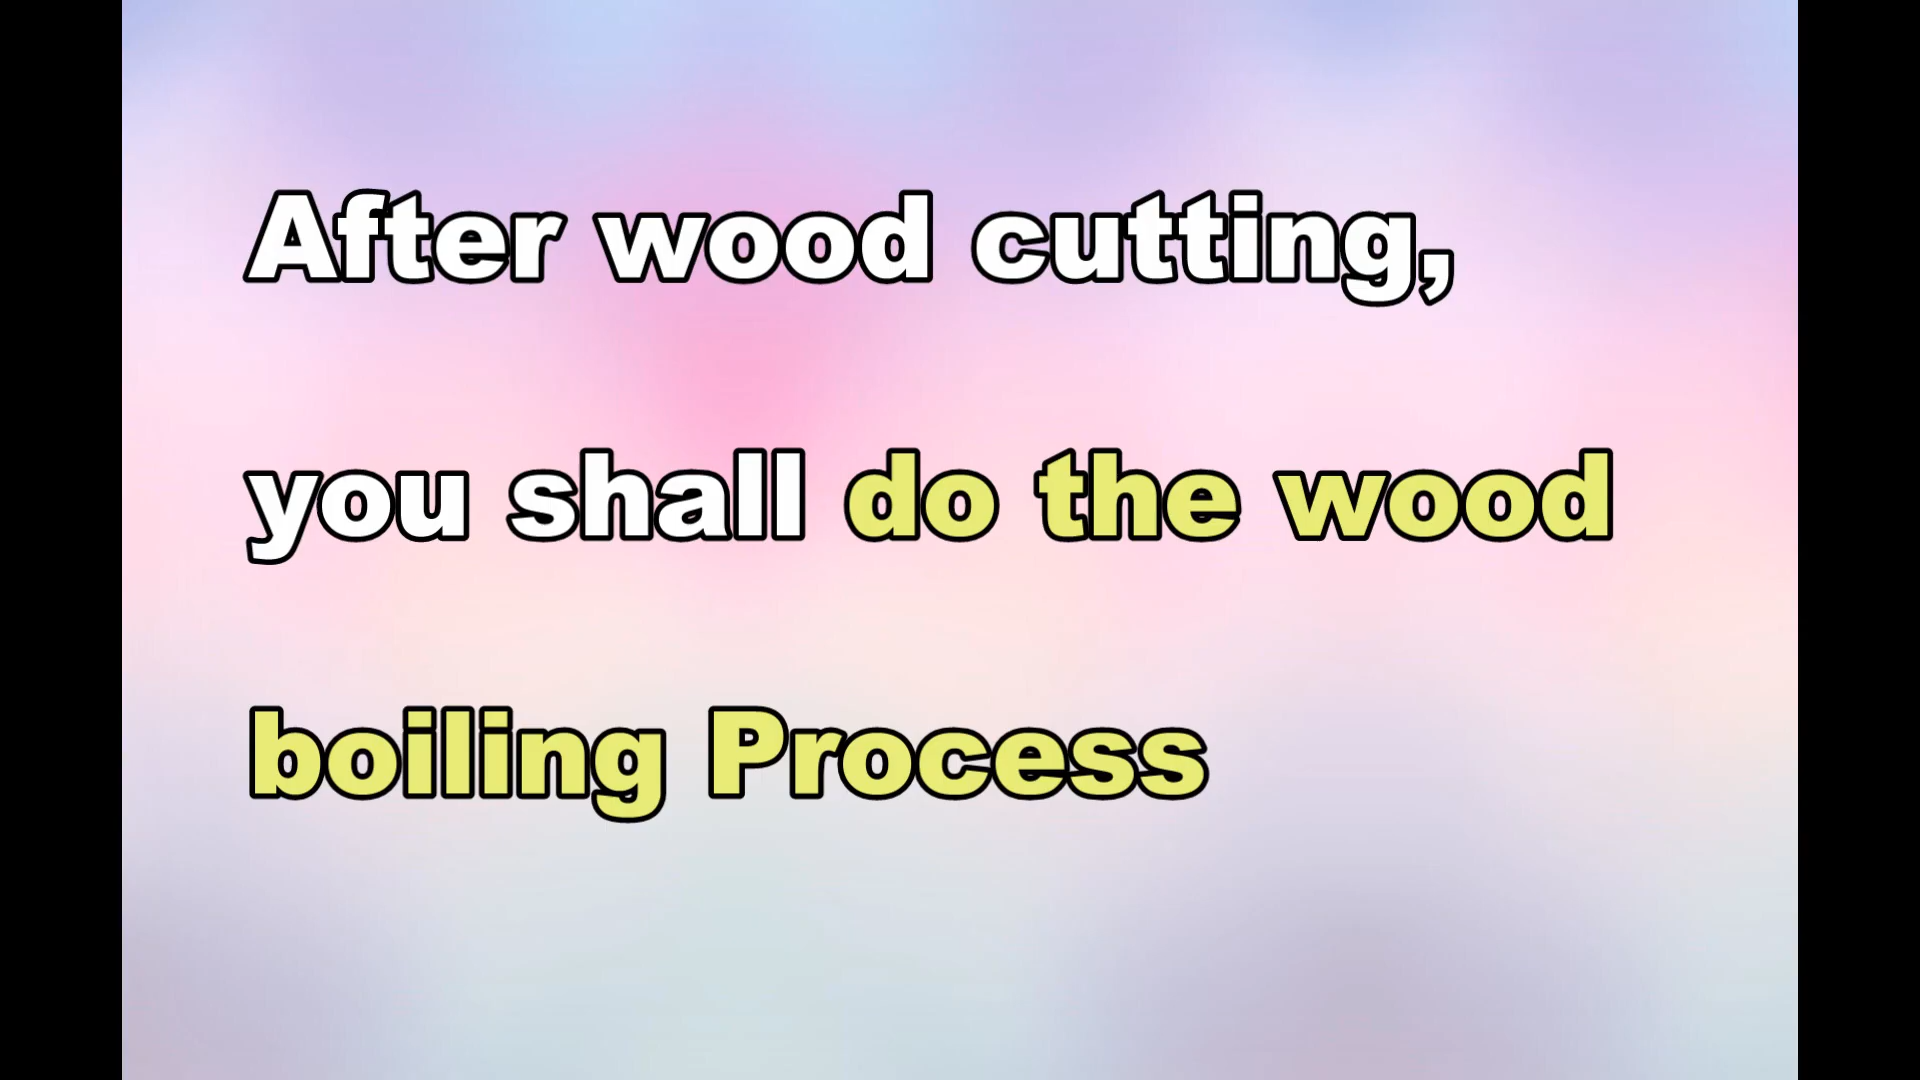 After wood cutting,
you shall do the wood
boiling Process